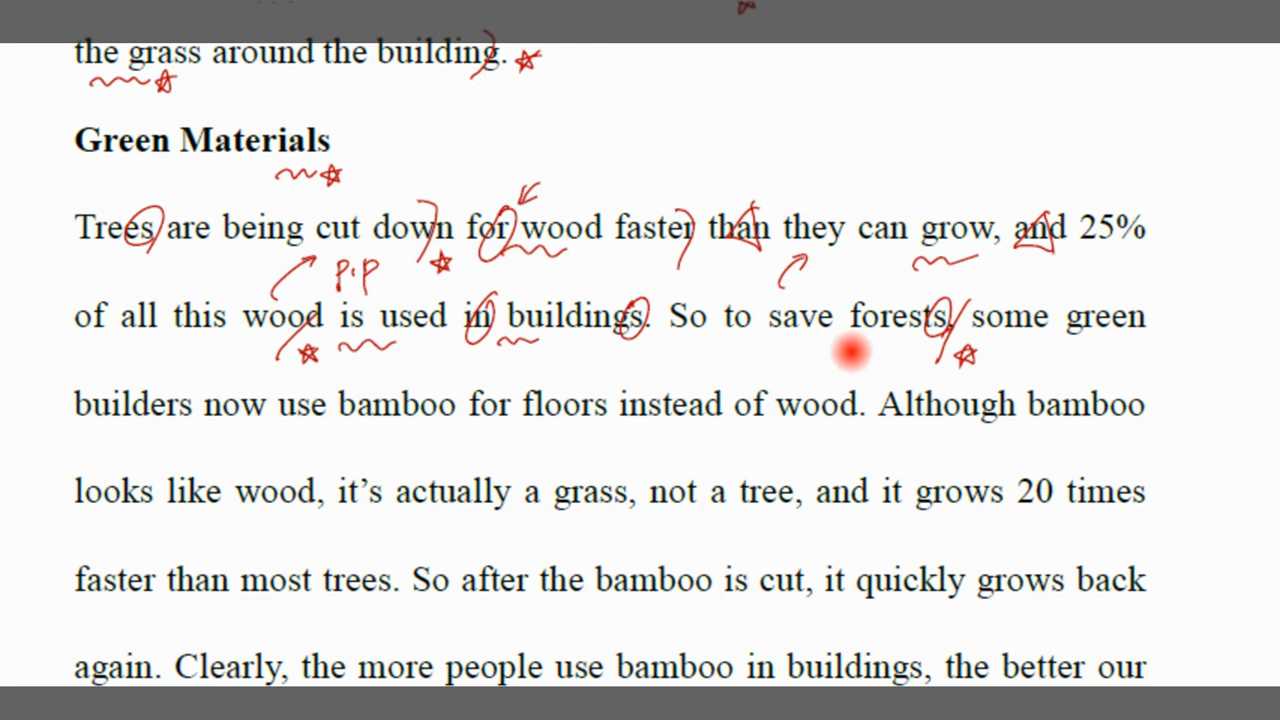 the grass around the building.
Green Materials
Trees are being cut down for wood faster than they can grow, and 25%
p.p
of all this wood is used in buildings. So to save forests, some green
builders now use bamboo for floors instead of wood. Although bamboo
looks like wood, it’s actually a grass, not a tree, and it grows 20 times
faster than most trees. So after the bamboo is cut, it quickly grows back
again. Clearly, the more people use bamboo in buildings, the better our